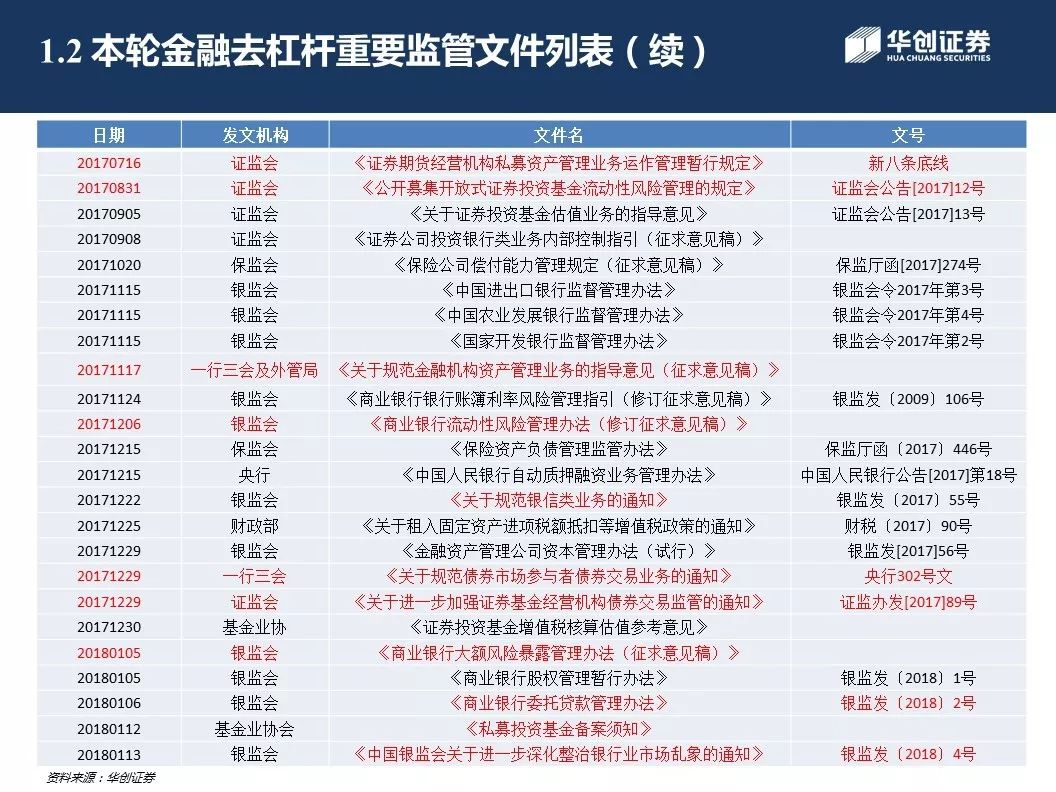 1.2 本轮金融去杠杆重要监管文件列表（续）
华创证券
HUA CHUANG SECURITIES
日期 发文机构 文件名 文号
20170716 证监会 《证券期货经营机构私募资产管理业务运作管理暂行规定》 新八条底线
20170831 证监会 《公开募集开放式证券投资基金流动性风险管理的规定》 证监会公告[2017]12号
20170905 证监会 《关于证券投资基金估值业务的指导意见》 证监会公告[2017]13号
20170908 证监会 《证券公司投资银行类业务内部控制指引（征求意见稿）》
20171020 保监会 《保险公司偿付能力管理规定（征求意见稿）》 保监厅函[2017]274号
20171115 银监会 《中国进出口银行监督管理办法》 银监会令2017年第3号
20171115 银监会 《中国农业发展银行监督管理办法》 银监会令2017年第4号
20171115 银监会 《国家开发银行监督管理办法》 银监会令2017年第2号
20171117 一行三会及外管局 《关于规范金融机构资产管理业务的指导意见（征求意见稿）》
20171124 银监会 《商业银行银行账簿利率风险管理指引（修订征求意见稿）》 银监发〔2009〕106号
20171206 银监会 《商业银行流动性风险管理办法（修订征求意见稿）》
20171215 保监会 《保险资产负债管理监管办法》 保监厅函〔2017〕446号
20171215 央行 《中国人民银行自动质押融资业务管理办法》 中国人民银行公告[2017]第18号
20171222 银监会 《关于规范银信类业务的通知》 银监发〔2017〕55号
20171225 财政部 《关于租入固定资产进项税额抵扣等增值税政策的通知》 财税〔2017〕90号
20171229 银监会 《金融资产管理公司资本管理办法（试行）》 银监发[2017]56号
20171229 一行三会 《关于规范债券市场参与者债券交易业务的通知》 央行302号文
20171229 证监会 《关于进一步加强证券基金经营机构债券交易监管的通知》 证监办发[2017]89号
20171230 基金业协 《证券投资基金增值税核算估值参考意见》
20180105 银监会 《商业银行大额风险暴露管理办法（征求意见稿）》
20180105 银监会 《商业银行股权管理暂行办法》 银监发〔2018〕1号
20180106 银监会 《商业银行委托贷款管理办法》 银监发〔2018〕2号
20180112 基金业协会 《私募投资基金备案须知》
20180113 银监会 《中国银监会关于进一步深化整治银行业市场乱象的通知》 银监发〔2018〕4号
资料来源：华创证券